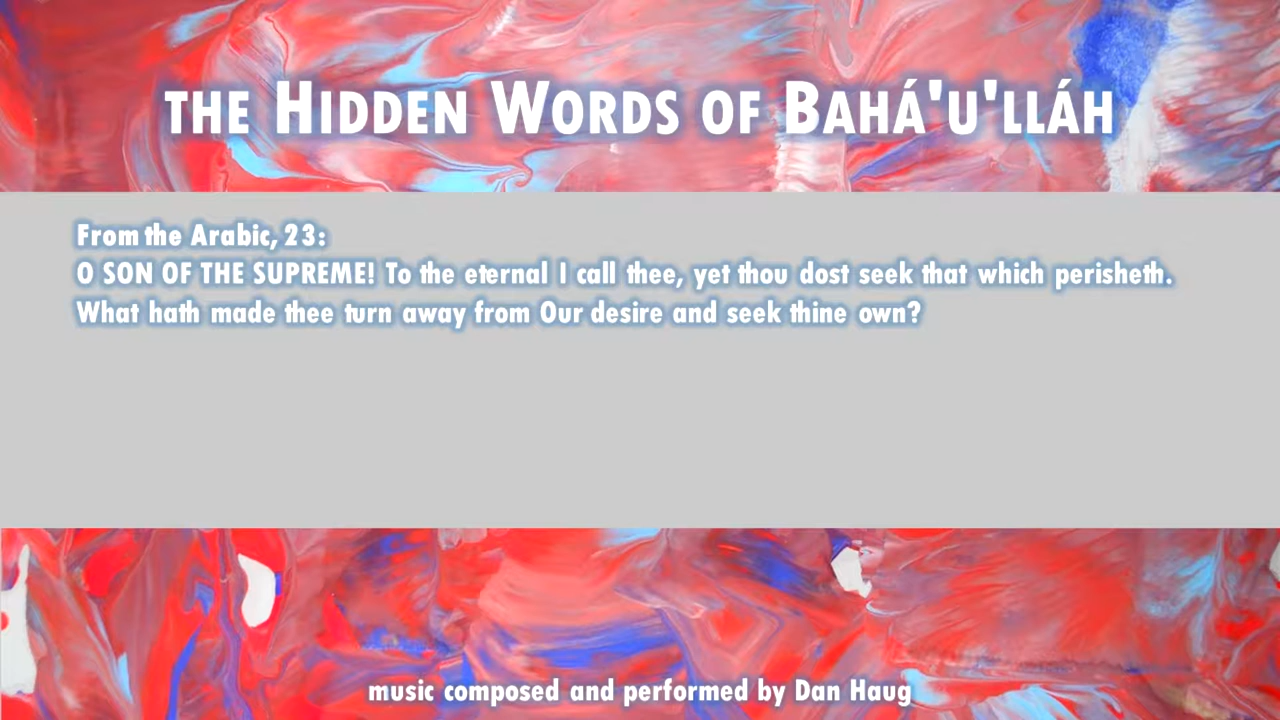 THE HIDDEN WORDS OF BAHÁ'U'LLÁH
From the Arabic, 23:
O SON OF THE SUPREME! To the eternal I call thee, yet thou dost seek that which perisheth.
What hath made thee turn away from Our desire and seek thine own?
music composed and performed by Dan Haug